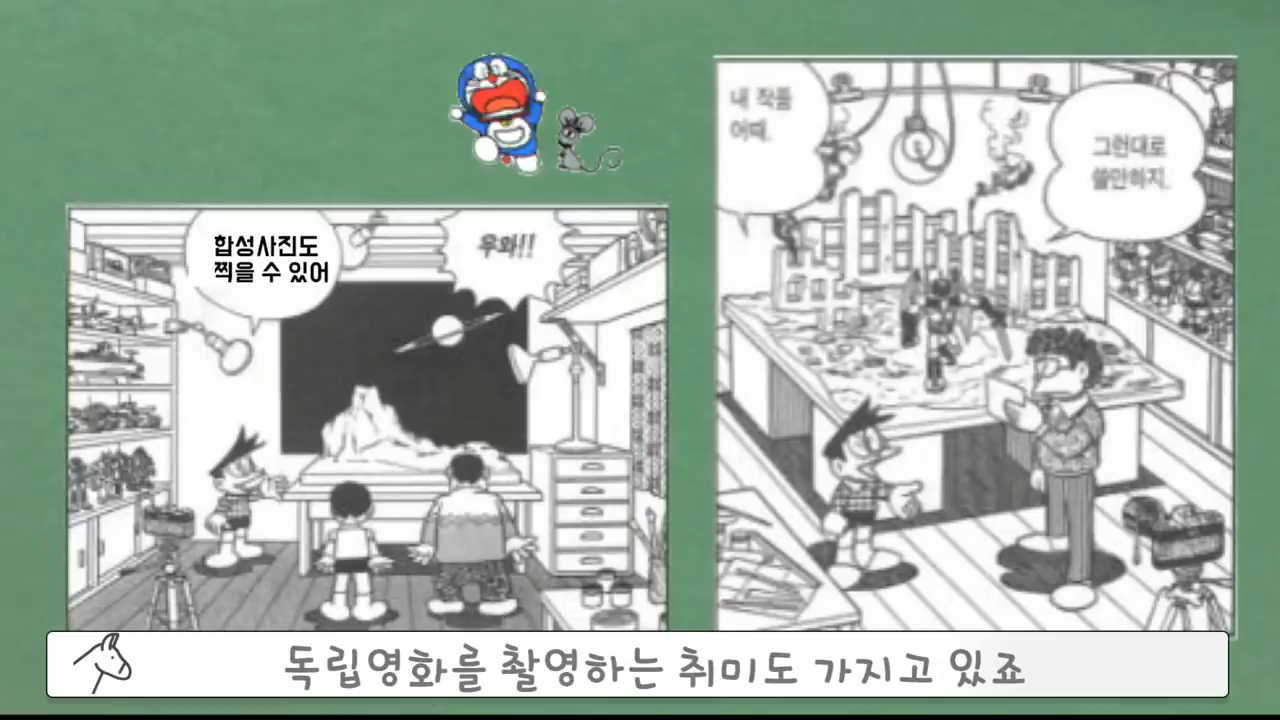 합성사진도
찍을 수 있어
우와!!
내 작품
어때.
그런대로
쓸만하지.
독립영화를 촬영하는 취미도 가지고 있죠